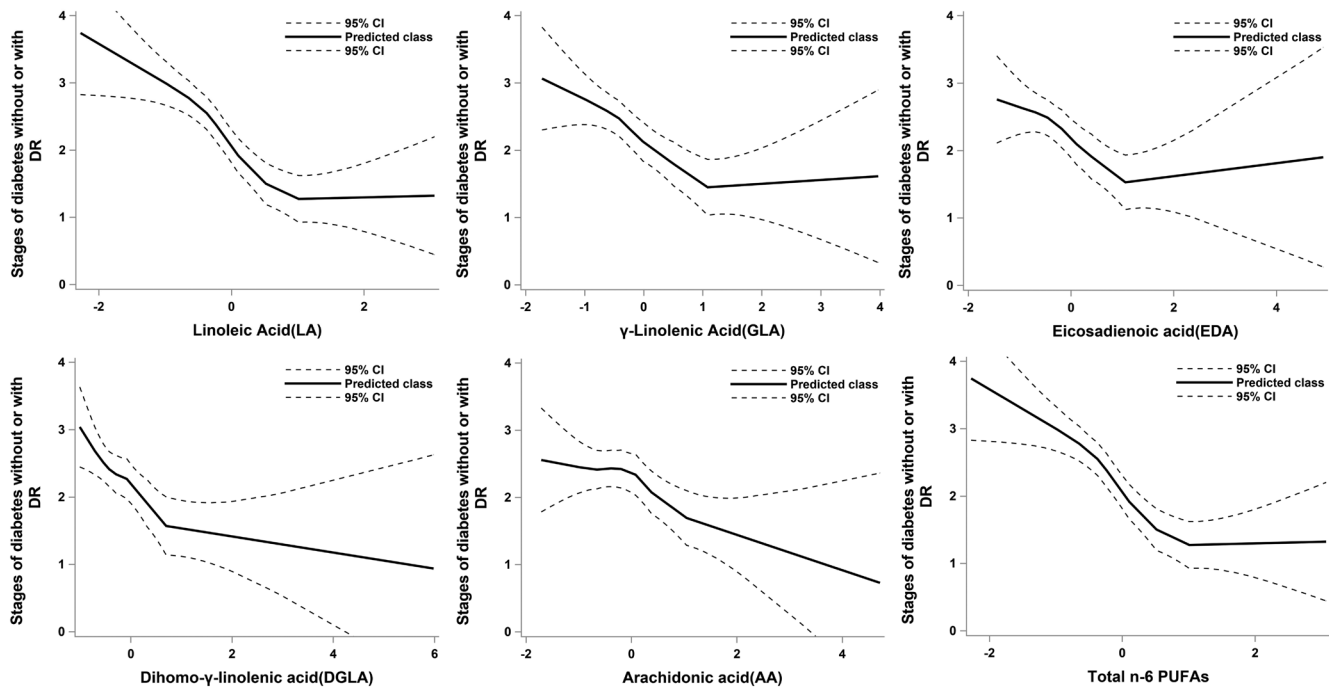 Stages of diabetes without or with
DR
4
3
2
1
0
95% CI
Predicted class
95% CI
-2
0
2
Linoleic Acid(LA)
Stages of diabetes without or with
DR
4
3
2
1
0
95% CI
Predicted class
95% CI
-2
-1
0
1
2
3
4
γ-Linolenic Acid(GLA)
Stages of diabetes without or with
DR
4
3
2
1
0
95% CI
Predicted class
95% CI
-2
0
2
4
Eicosadienoic acid(EDA)
Stages of diabetes without or with
DR
4
3
2
1
0
95% CI
Predicted class
95% CI
0
2
4
6
Dihomo-γ-linolenic acid(DGLA)
Stages of diabetes without or with
DR
4
3
2
1
0
95% CI
Predicted class
95% CI
-2
0
2
4
Arachidonic acid(AA)
Stages of diabetes without or with
DR
4
3
2
1
0
95% CI
Predicted class
95% CI
-2
0
2
Total n-6 PUFAs